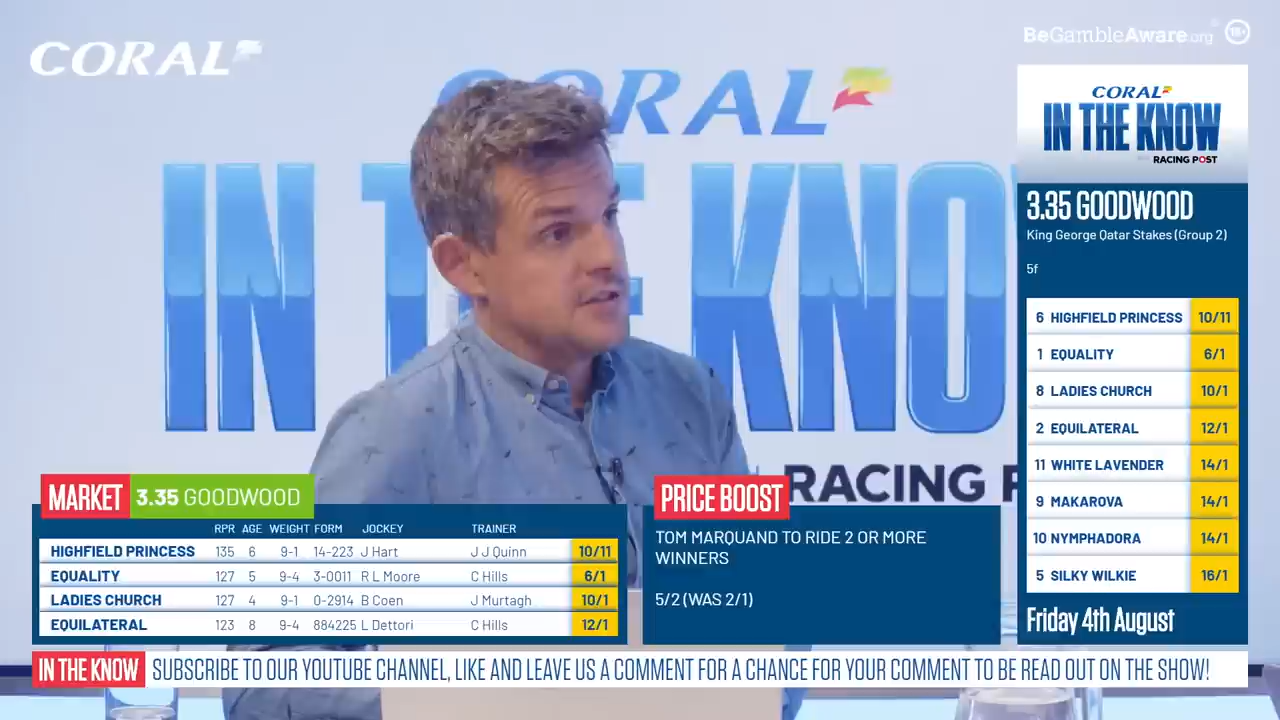 CORAL
BeGambleAware.org 18+
CORAL
IN THE KNOW
RACING P
CORAL
IN THE KNOW
RACING POST
3.35 GOODWOOD
King George Qatar Stakes (Group 2)
5f
6 HIGHFIELD PRINCESS 10/11
1 EQUALITY 6/1
8 LADIES CHURCH 10/1
2 EQUILATERAL 12/1
11 WHITE LAVENDER 14/1
9 MAKAROVA 14/1
10 NYMPHADORA 14/1
5 SILKY WILKIE 16/1
Friday 4th August
MARKET 3.35 GOODWOOD
RPR AGE WEIGHT FORM JOCKEY TRAINER
HIGHFIELD PRINCESS 135 6 9-1 14-223 J Hart J J Quinn 10/11
EQUALITY 127 5 9-4 3-0011 R L Moore C Hills 6/1
LADIES CHURCH 127 4 9-1 0-2914 B Coen J Murtagh 10/1
EQUILATERAL 123 8 9-4 884225 L Dettori C Hills 12/1
PRICE BOOST
TOM MARQUAND TO RIDE 2 OR MORE
WINNERS
5/2 (WAS 2/1)
IN THE KNOW SUBSCRIBE TO OUR YOUTUBE CHANNEL, LIKE AND LEAVE US A COMMENT FOR A CHANCE FOR YOUR COMMENT TO BE READ OUT ON THE SHOW!